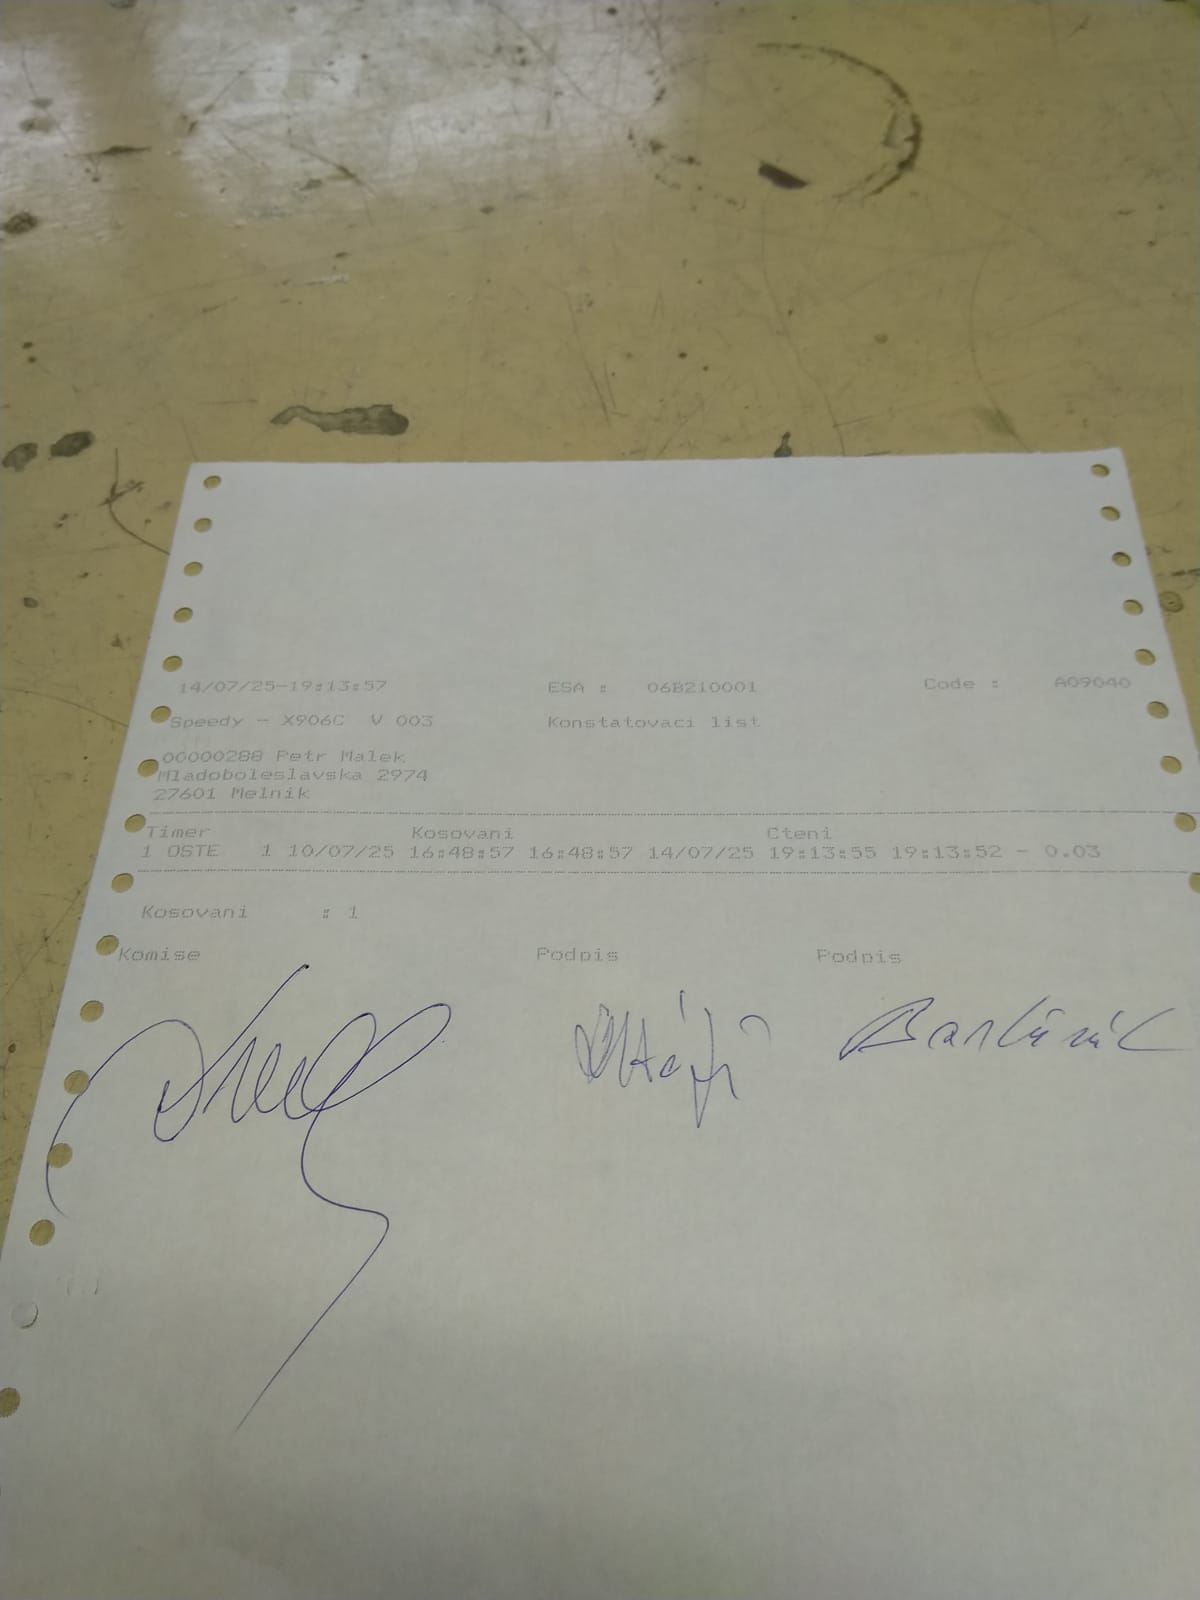 14/07/25-19:13:57 ESA : 06B210001 Code : A09040
Speedy - X906C V 003 Konstatovaci list
00000288 Petr Malek
Mladoboleslavska 2974
27601 Melnik
Timer Kosovani Cteni
1 OSTE 1 10/07/25 16:48:57 16:48:57 14/07/25 19:13:55 19:13:52 - 0.03
Kosovani : 1
Komise Podpis Podpis